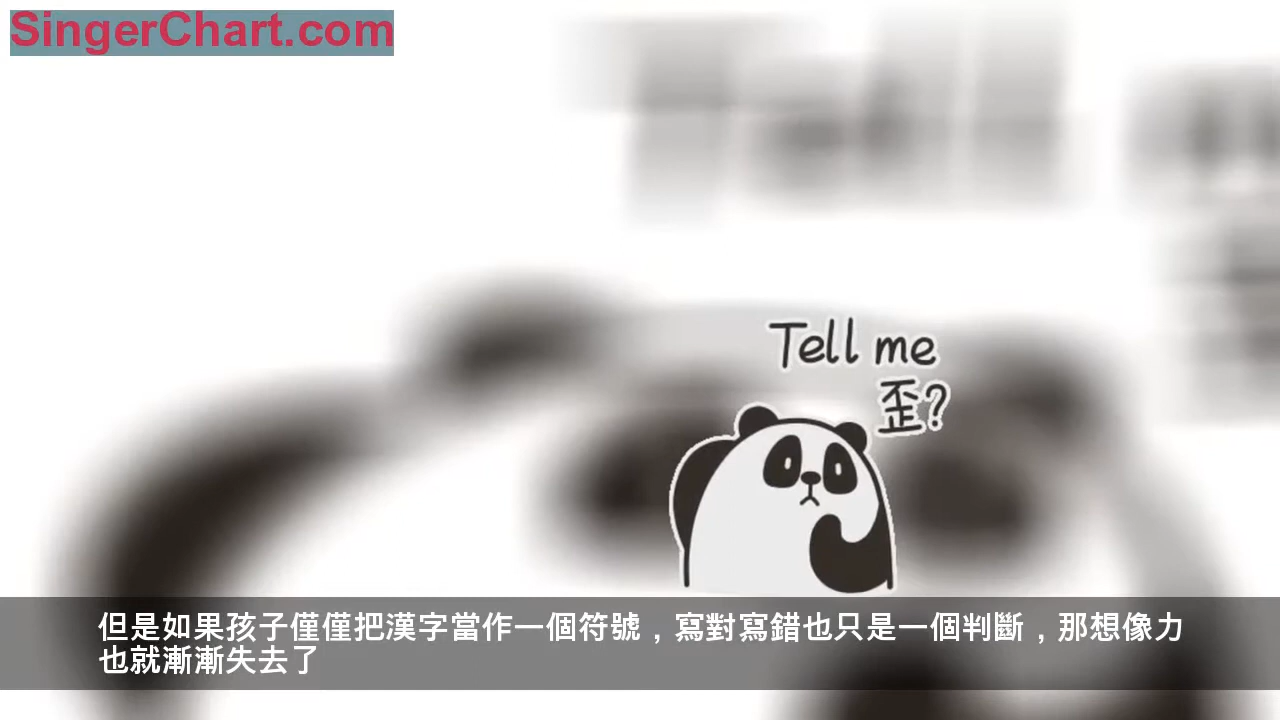 SingerChart.com
Tell me
歪?
但是如果孩子僅僅把漢字當作一個符號，寫對寫錯也只是一個判斷，那想像力
也就漸漸失去了